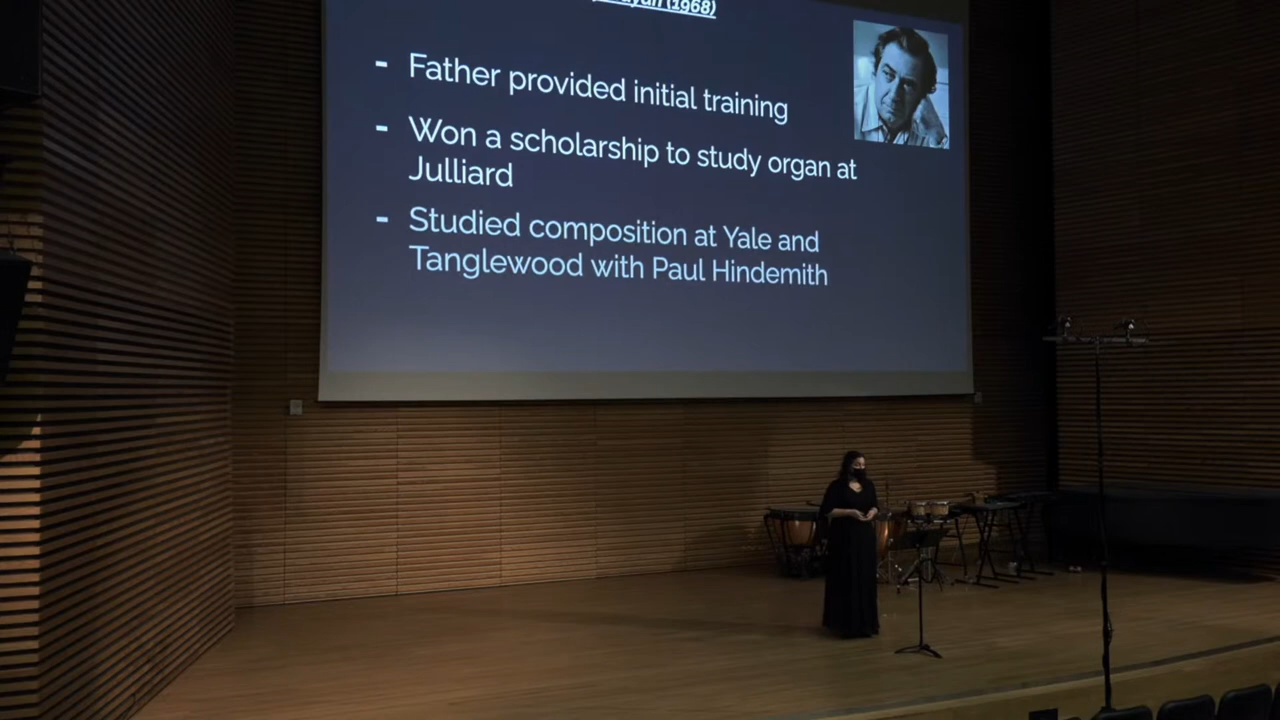 (1968)
- Father provided initial training
- Won a scholarship to study organ at
Julliard
- Studied composition at Yale and
Tanglewood with Paul Hindemith